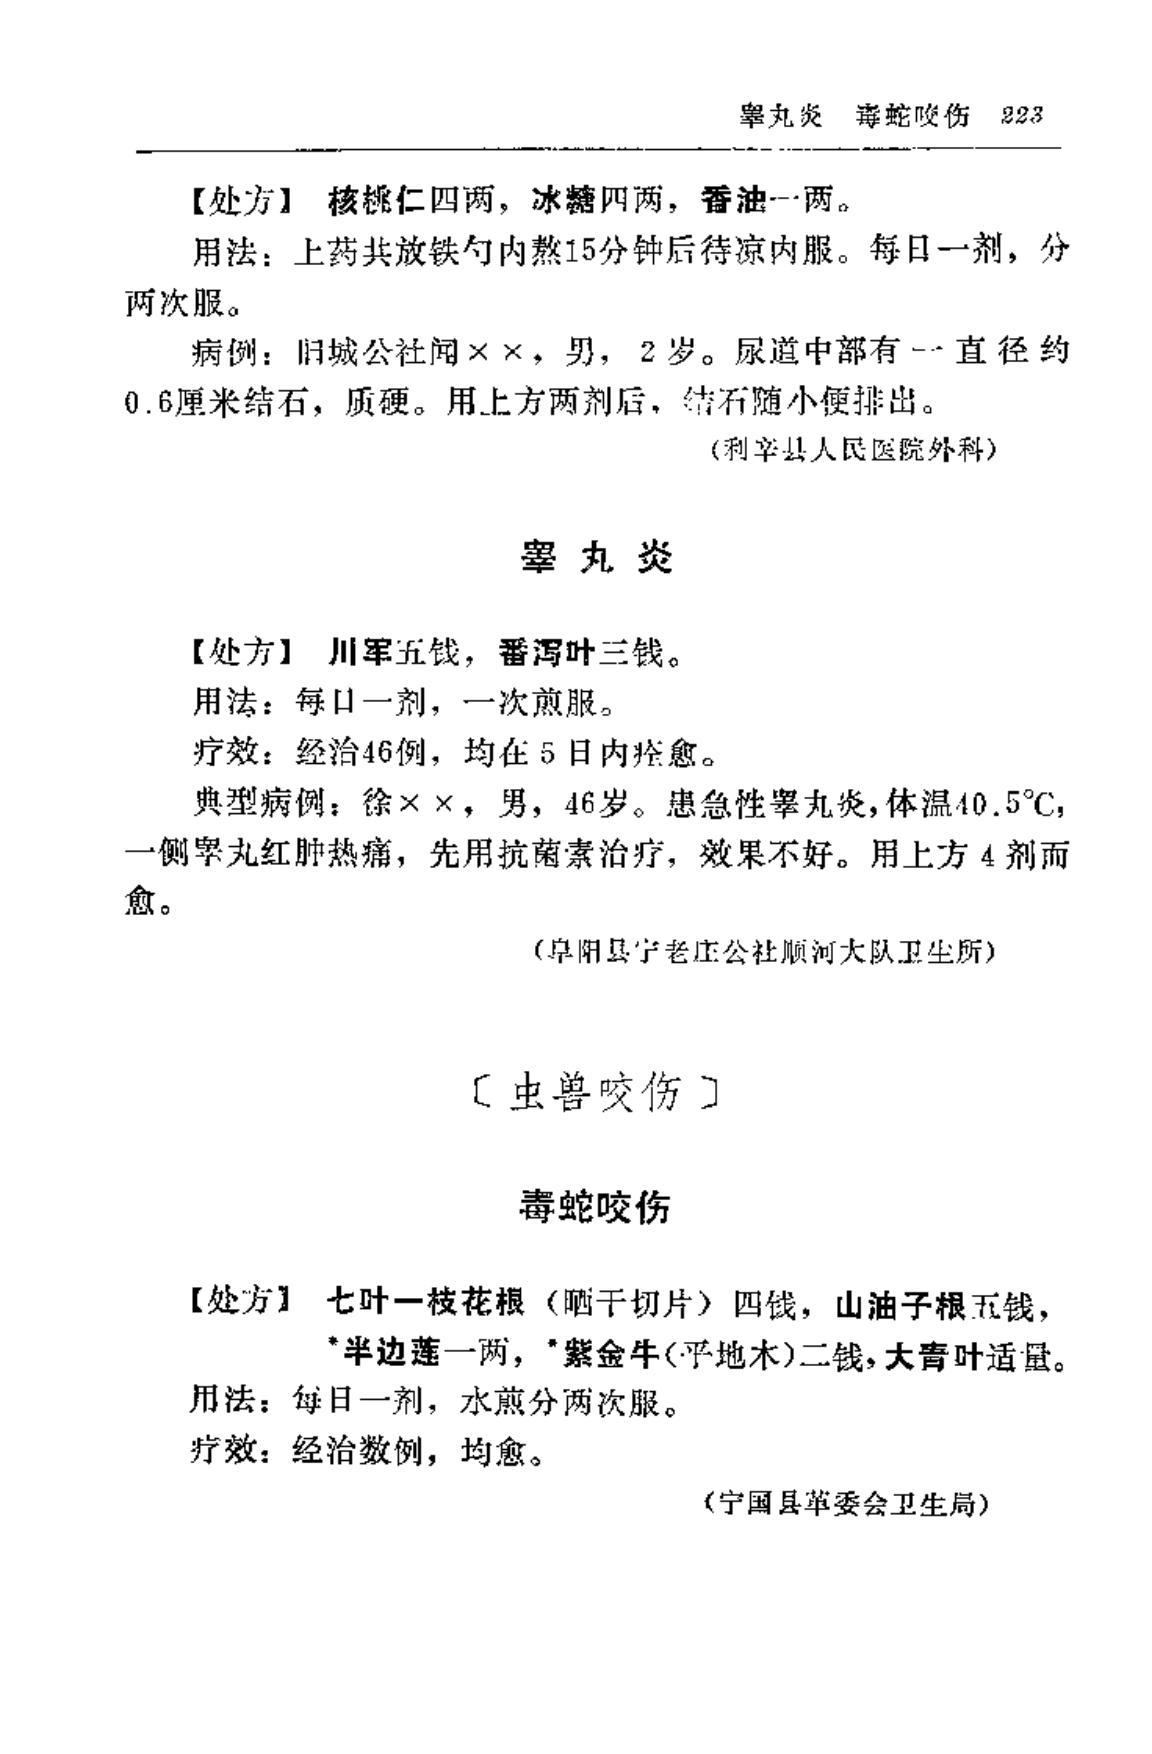 睾丸炎　毒蛇咬伤　223
【处方】　核桃仁四两，冰糖四两，香油一两。
用法：上药共放铁勺内熬15分钟后待凉内服。每日一剂，分
两次服。
病例：旧城公社闻××，男，2岁。尿道中部有一直径约
0.6厘米结石，质硬。用上方两剂后，结石随小便排出。
（利辛县人民医院外科）
睾丸炎
【处方】　川军五钱，番泻叶三钱。
用法：每日一剂，一次煎服。
疗效：经治46例，均在5日内痊愈。
典型病例：徐××，男，46岁。患急性睾丸炎，体温40.5℃，
一侧睾丸红肿热痛，先用抗菌素治疗，效果不好。用上方4剂而
愈。
（阜阳县宁老庄公社顺河大队卫生所）
〔虫兽咬伤〕
毒蛇咬伤
【处方】　七叶一枝花根（晒干切片）四钱，山油子根五钱，
*半边莲一两，*紫金牛（平地木）二钱，大青叶适量。
用法：每日一剂，水煎分两次服。
疗效：经治数例，均愈。
（宁国县革委会卫生局）